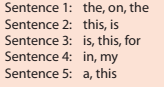 Sentence 1: the, on, the
Sentence 2: this, is
Sentence 3: is, this, for
Sentence 4: in, my
Sentence 5: a, this